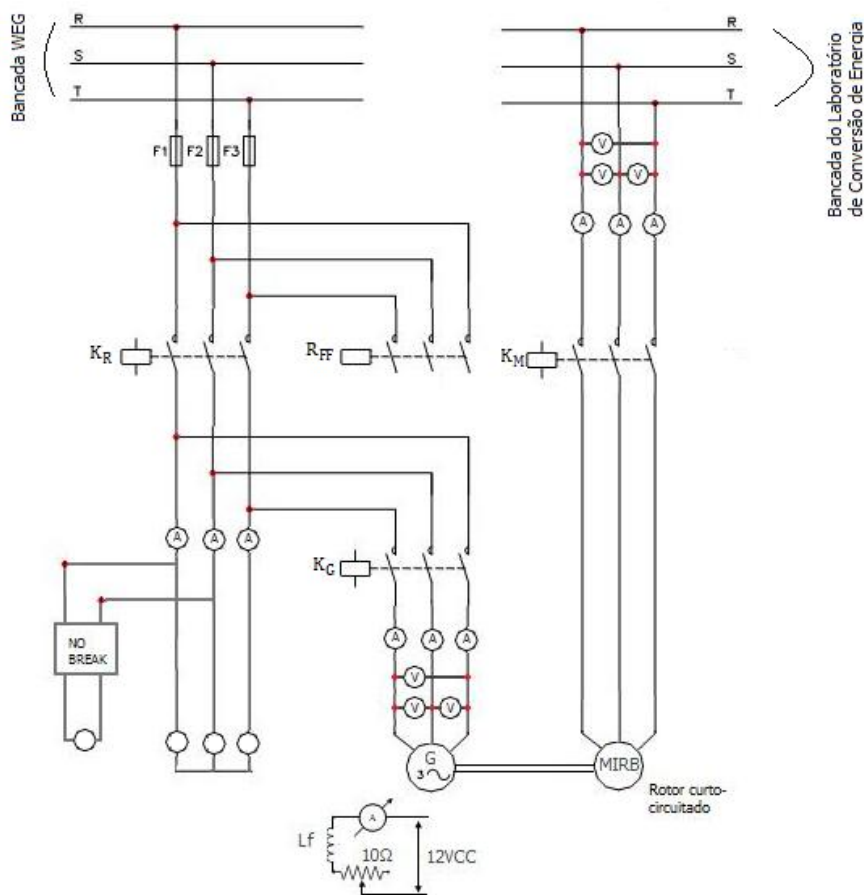 Bancada WEG
R
S
T
R
S
T
Bancada do Laboratório
de Conversão de Energia
F1
F2
F3
V
V
V
A
A
A
KR
RFF
KM
A
A
A
KG
NO
BREAK
A
A
A
V
V
V
G
3
MIRB
Rotor curto-
circuitado
Lf
A
10Ω
12VCC